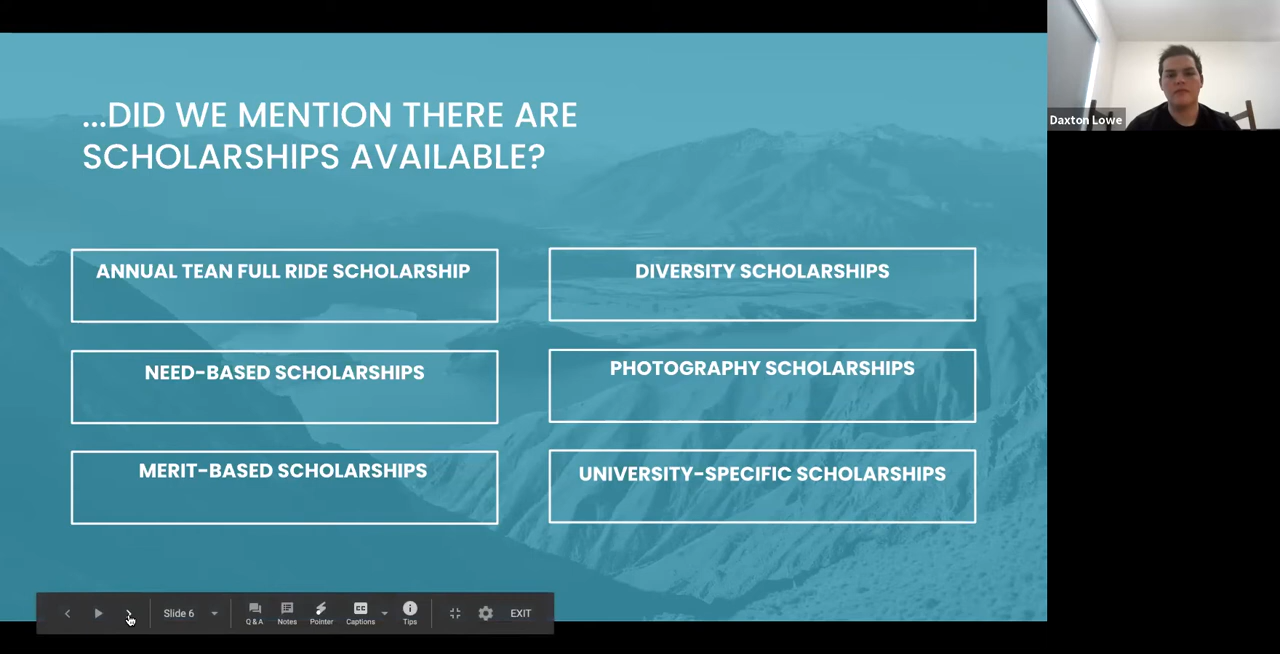 ...DID WE MENTION THERE ARE
SCHOLARSHIPS AVAILABLE?
ANNUAL TEAN FULL RIDE SCHOLARSHIP
DIVERSITY SCHOLARSHIPS
NEED-BASED SCHOLARSHIPS
PHOTOGRAPHY SCHOLARSHIPS
MERIT-BASED SCHOLARSHIPS
UNIVERSITY-SPECIFIC SCHOLARSHIPS
Daxton Lowe
Slide 6
Q & A
Notes
Pointer
CC
Captions
Tips
EXIT